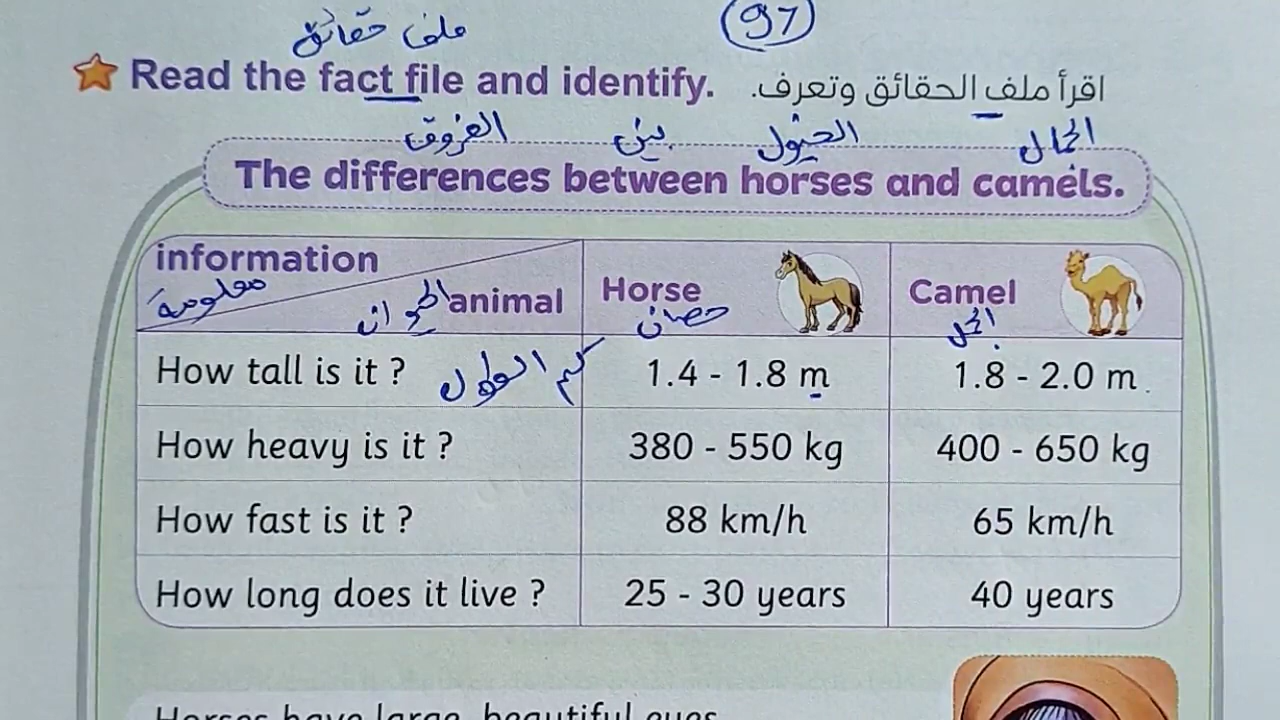 ملف حقائق
97
Read the fact file and identify. اقرأ ملف الحقائق وتعرف.
الفروق بين الخيول الجمال
The differences between horses and camels.
information
معلومة
الحيوان animal
Horse
حصان
Camel
الجمل
How tall is it ? كم الطول 1.4 - 1.8 m 1.8 - 2.0 m
How heavy is it ? 380 - 550 kg 400 - 650 kg
How fast is it ? 88 km/h 65 km/h
How long does it live ? 25 - 30 years 40 years
Horses have large, beautiful eyes